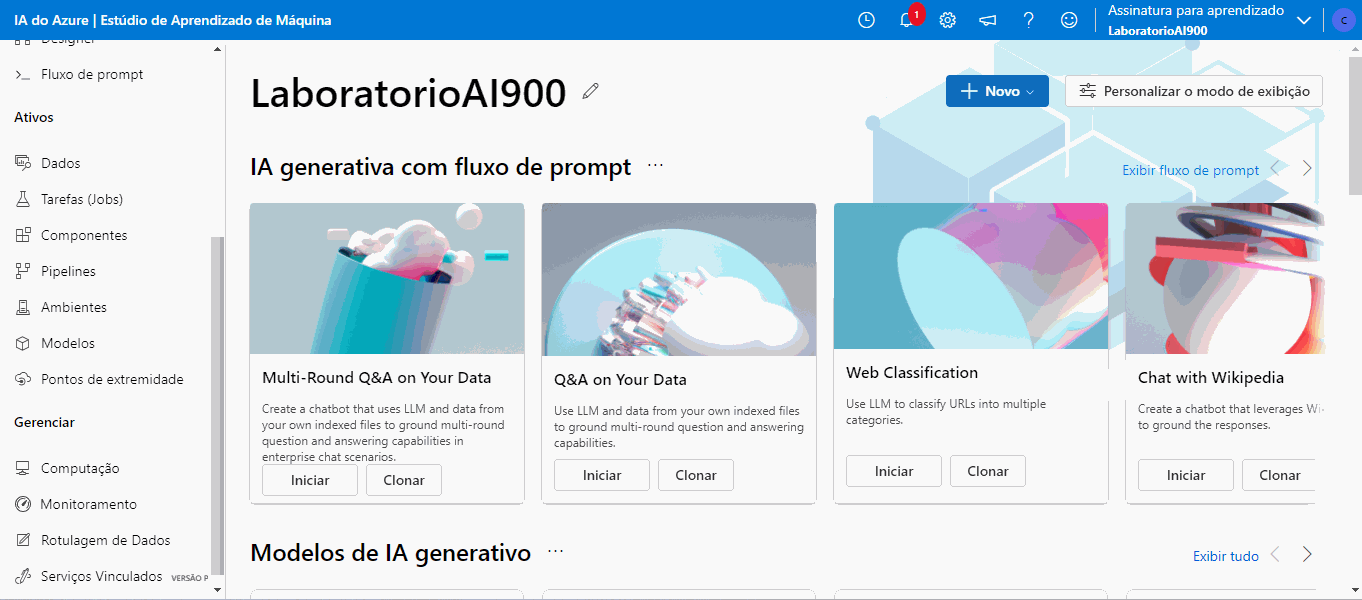 IA do Azure | Estúdio de Aprendizado de Máquina
1
Assinatura para aprendizado
LaboratorioAI900
C
Designer
Fluxo de prompt
Ativos
Dados
Tarefas (Jobs)
Componentes
Pipelines
Ambientes
Modelos
Pontos de extremidade
Gerenciar
Computação
Monitoramento
Rotulagem de Dados
Serviços Vinculados VERSÃO P
LaboratorioAI900
Novo
Personalizar o modo de exibição
IA generativa com fluxo de prompt ...
Exibir fluxo de prompt
Multi-Round Q&A on Your Data
Create a chatbot that uses LLM and data from
your own indexed files to ground multi-round
question and answering capabilities in
enterprise chat scenarios.
Iniciar
Clonar
Q&A on Your Data
Use LLM and data from your own indexed files
to ground multi-round question and answering
capabilities.
Iniciar
Clonar
Web Classification
Use LLM to classify URLs into multiple
categories.
Iniciar
Clonar
Chat with Wikipedia
Create a chatbot that leverages Wi
to ground the responses.
Iniciar
Clonar
Modelos de IA generativo ...
Exibir tudo